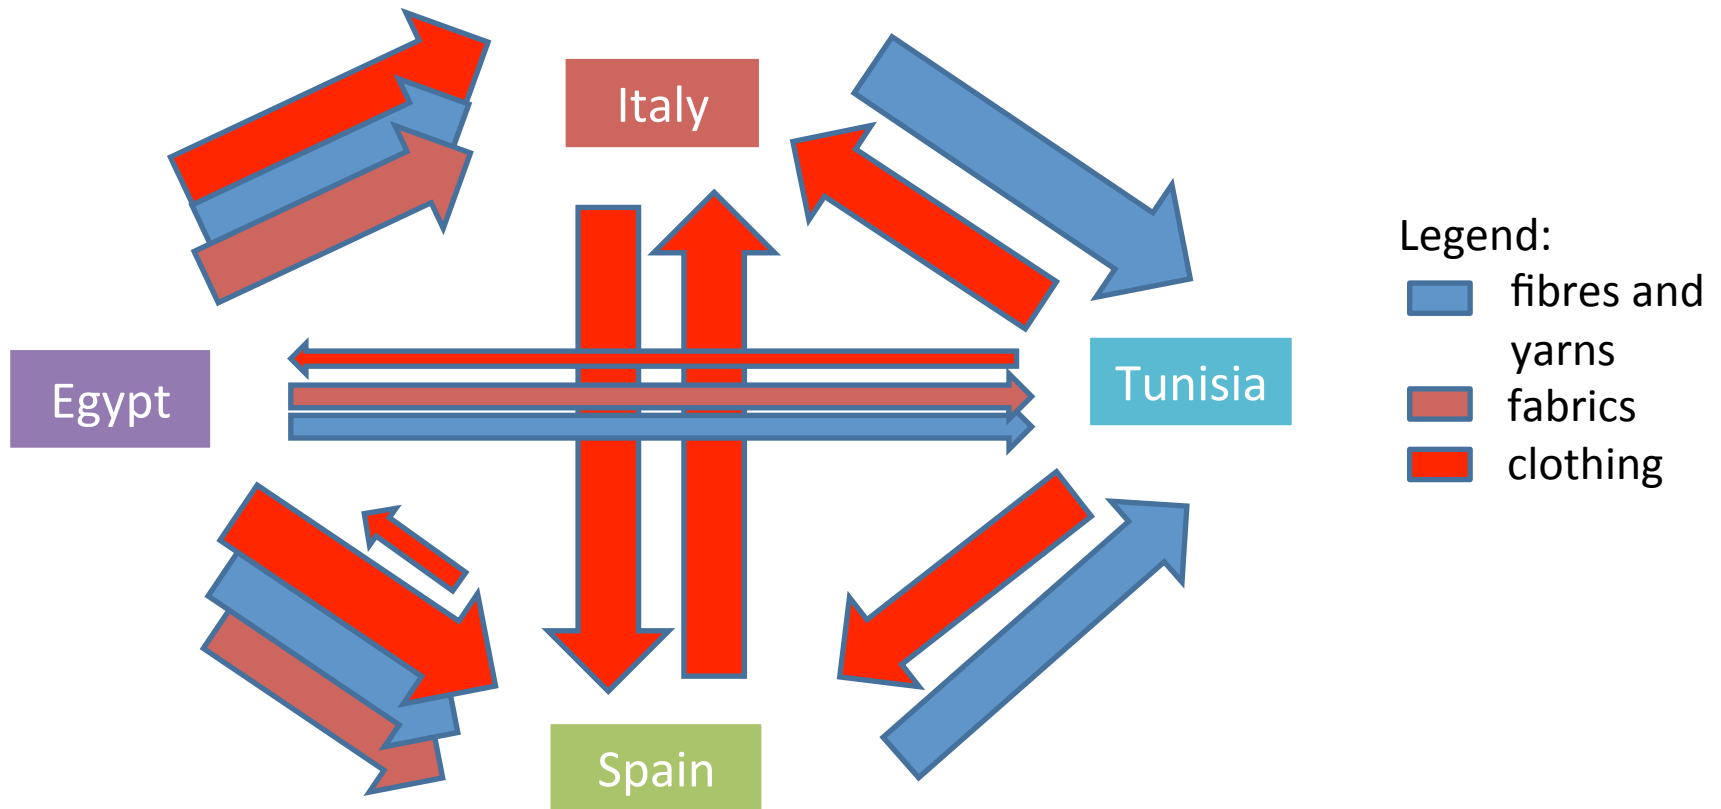 Italy
Egypt
Tunisia
Spain
Legend:
fibres and
yarns
fabrics
clothing